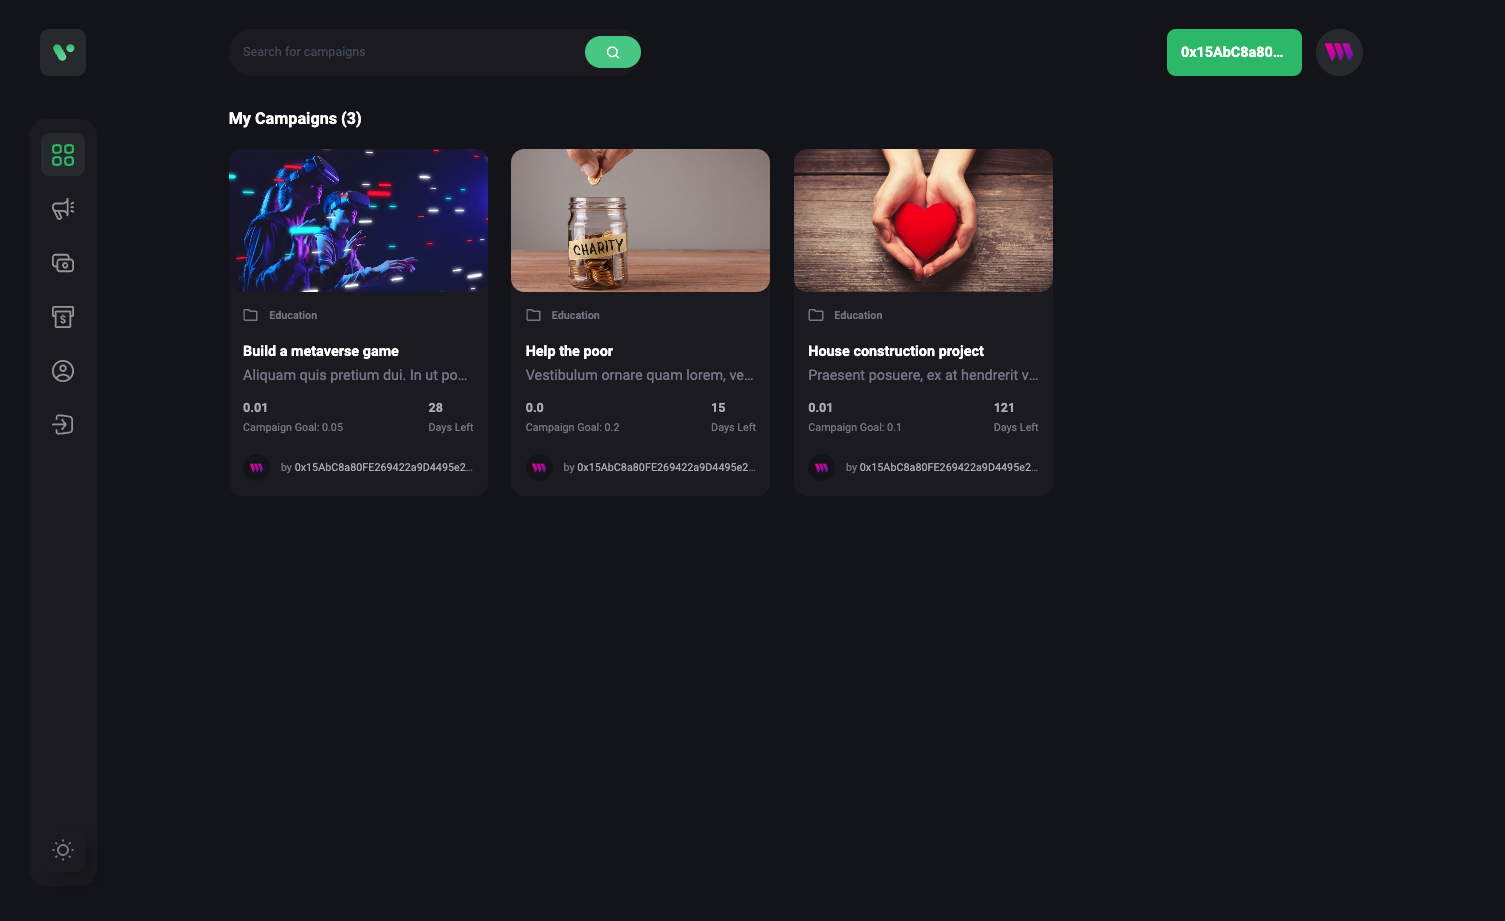 Search for campaigns
0x15AbC8a80...
My Campaigns (3)
CHARITY
Education
Education
Education
Build a metaverse game
Aliquam quis pretium dui. In ut po...
Help the poor
Vestibulum ornare quam lorem, ve...
House construction project
Praesent posuere, ex at hendrerit v...
0.01
28
Campaign Goal: 0.05
Days Left
0.0
15
Campaign Goal: 0.2
Days Left
0.01
121
Campaign Goal: 0.1
Days Left
by 0x15AbC8a80FE269422a9D4495e2...
by 0x15AbC8a80FE269422a9D4495e2...
by 0x15AbC8a80FE269422a9D4495e2...